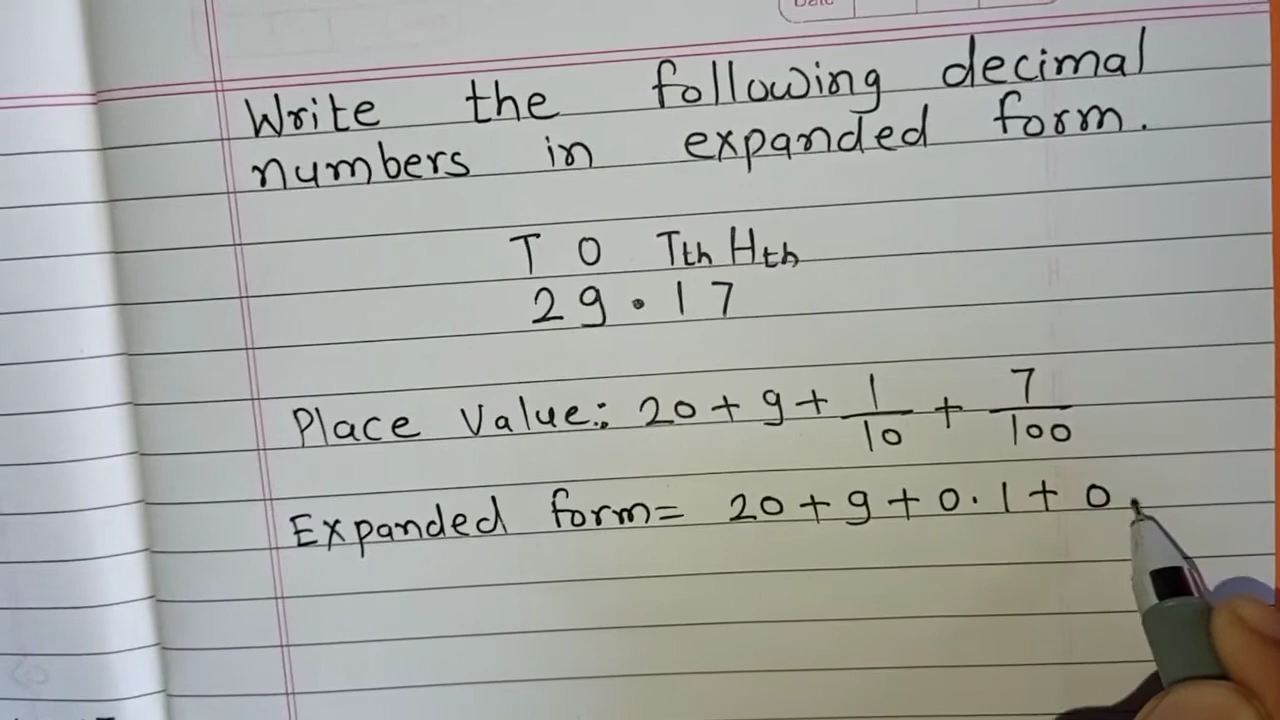 Date
Write the following decimal
numbers in expanded form.
T O Tth Hth
29.17
Place Value: 20 + 9 + 1/10 + 7/100
Expanded form = 20 + 9 + 0.1 + 0.